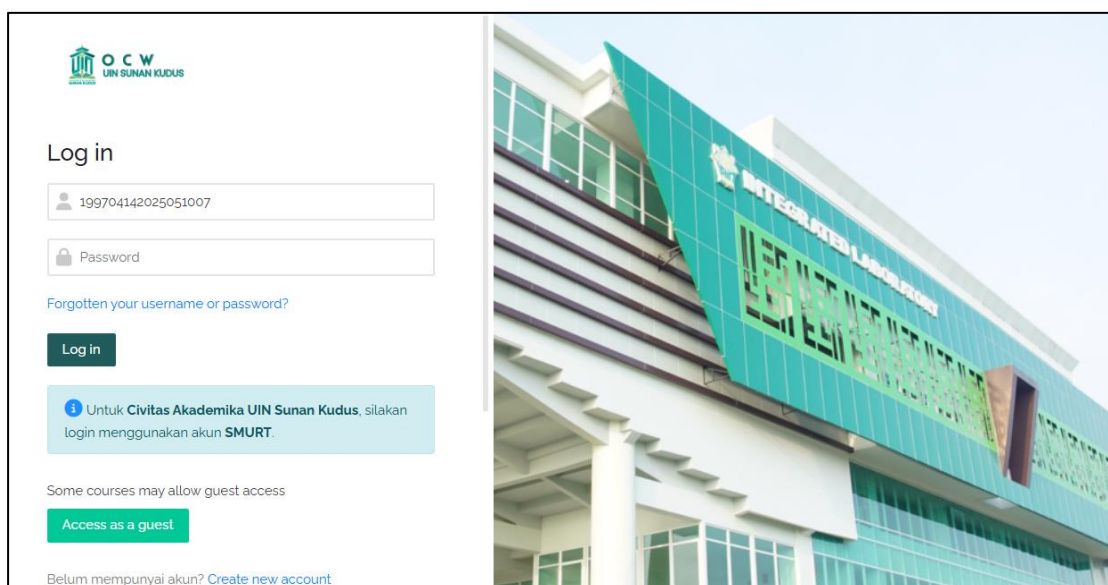 O C W
UIN SUNAN KUDUS
Log in
199704142025051007
Password
Forgotten your username or password?
Log in
Untuk Civitas Akademika UIN Sunan Kudus, silakan
login menggunakan akun SMURT.
Some courses may allow guest access
Access as a guest
Belum mempunyai akun? Create new account
INTEGRATED LABORATORY